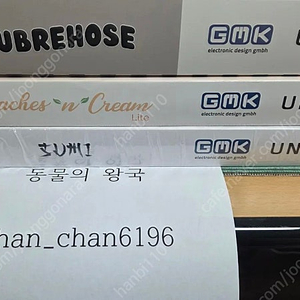 UBREHOSE
GMK
electronic design gmbh
aches 'n' Cream
Lite
GMK
electronic design gmbh
U
GMK
electronic design gmbh
UN
동물의 왕국
han_chan6196